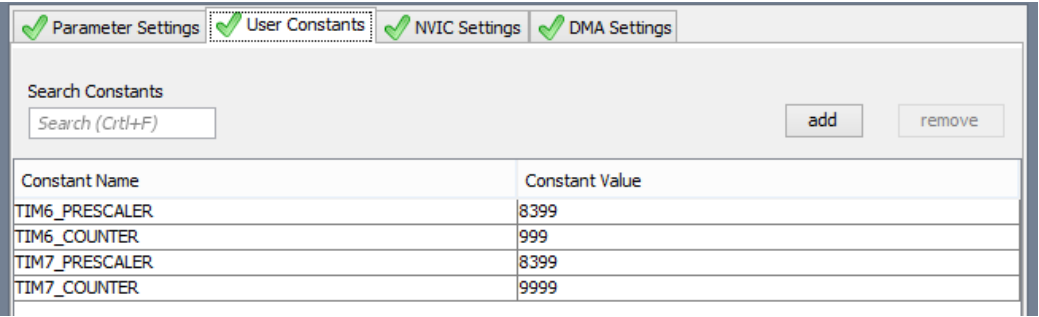 Parameter Settings User Constants NVIC Settings DMA Settings
Search Constants
Search (Crtl+F) add remove
Constant Name Constant Value
TIM6_PRESCALER 8399
TIM6_COUNTER 999
TIM7_PRESCALER 8399
TIM7_COUNTER 9999